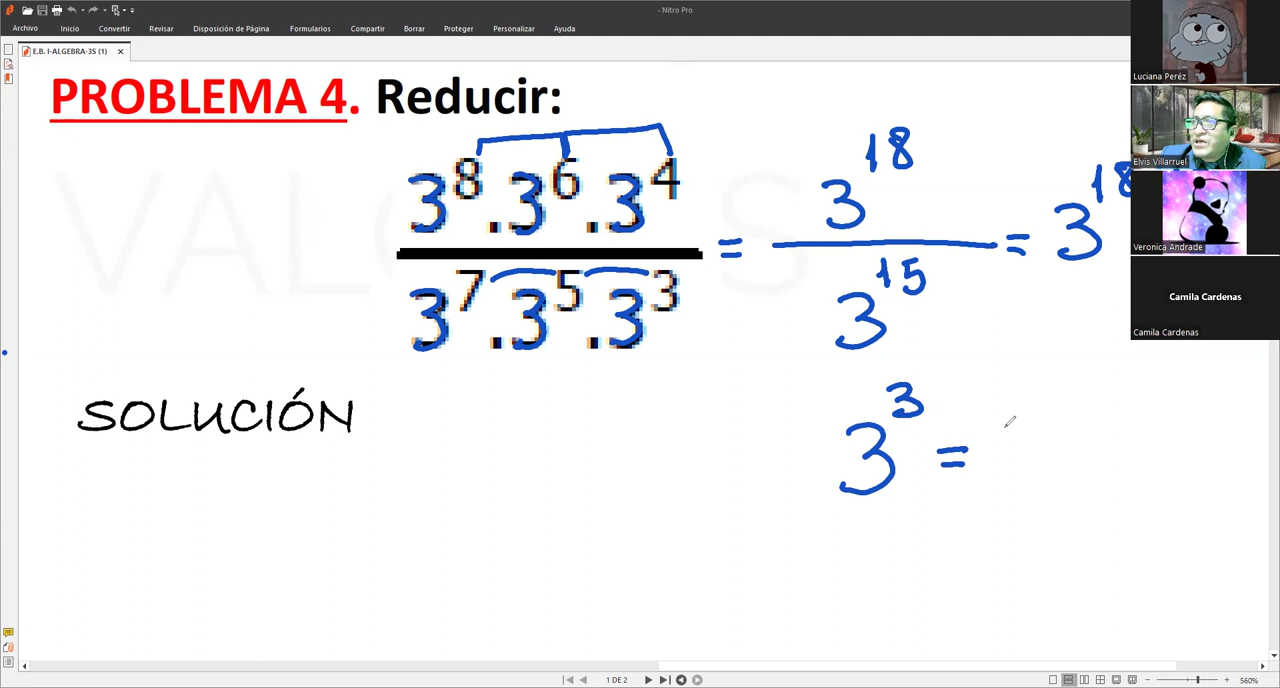 - Nitro Pro
Archivo Inicio Convertir Revisar Disposición de Página Formularios Compartir Borrar Proteger Personalizar Ayuda
E.B. I-ALGEBRA-3S (1)
PROBLEMA 4. Reducir:
3⁸.3⁶.3⁴ = 3¹⁸ = 3¹⁸
3⁷.3⁵.3³ 3¹⁵
SOLUCIÓN
3³ =
Luciana Peréz
Elvis Villarruel
Veronica Andrade
Camila Cardenas
Camila Cardenas
1 DE 2
560%